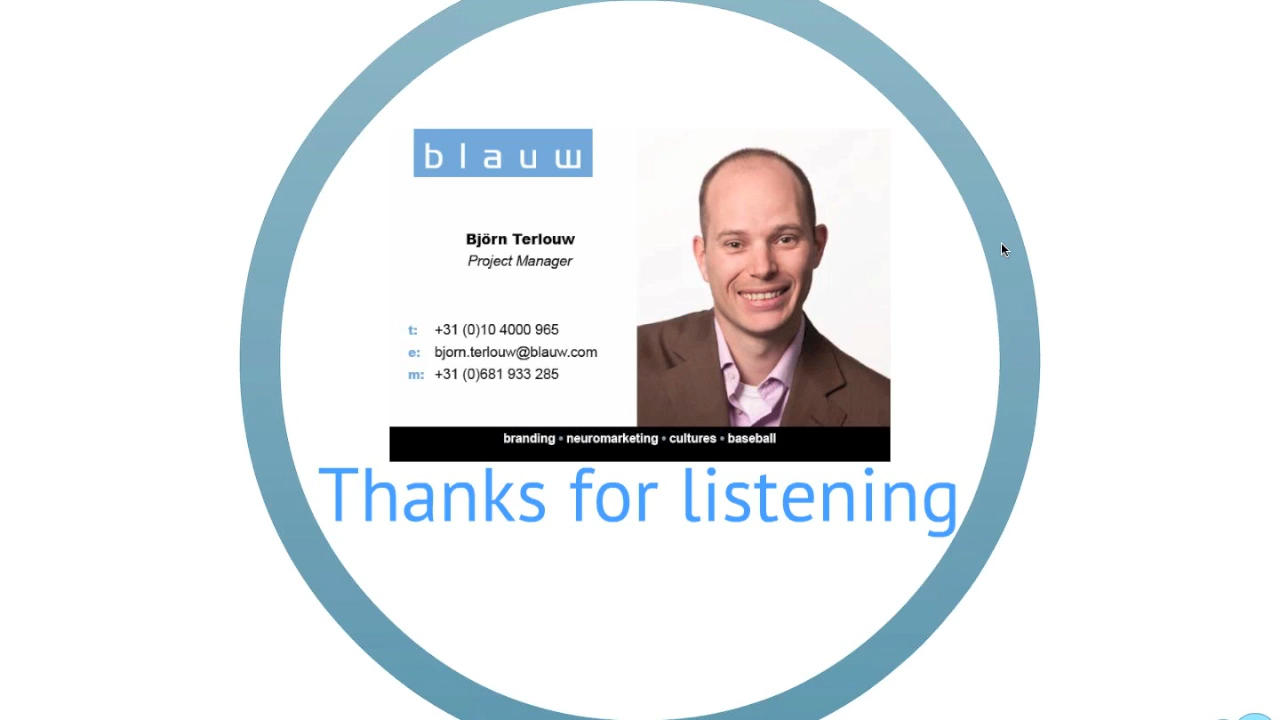 blauw
Björn Terlouw
Project Manager
t: +31 (0)10 4000 965
e: bjorn.terlouw@blauw.com
m: +31 (0)681 933 285
branding • neuromarketing • cultures • baseball
Thanks for listening